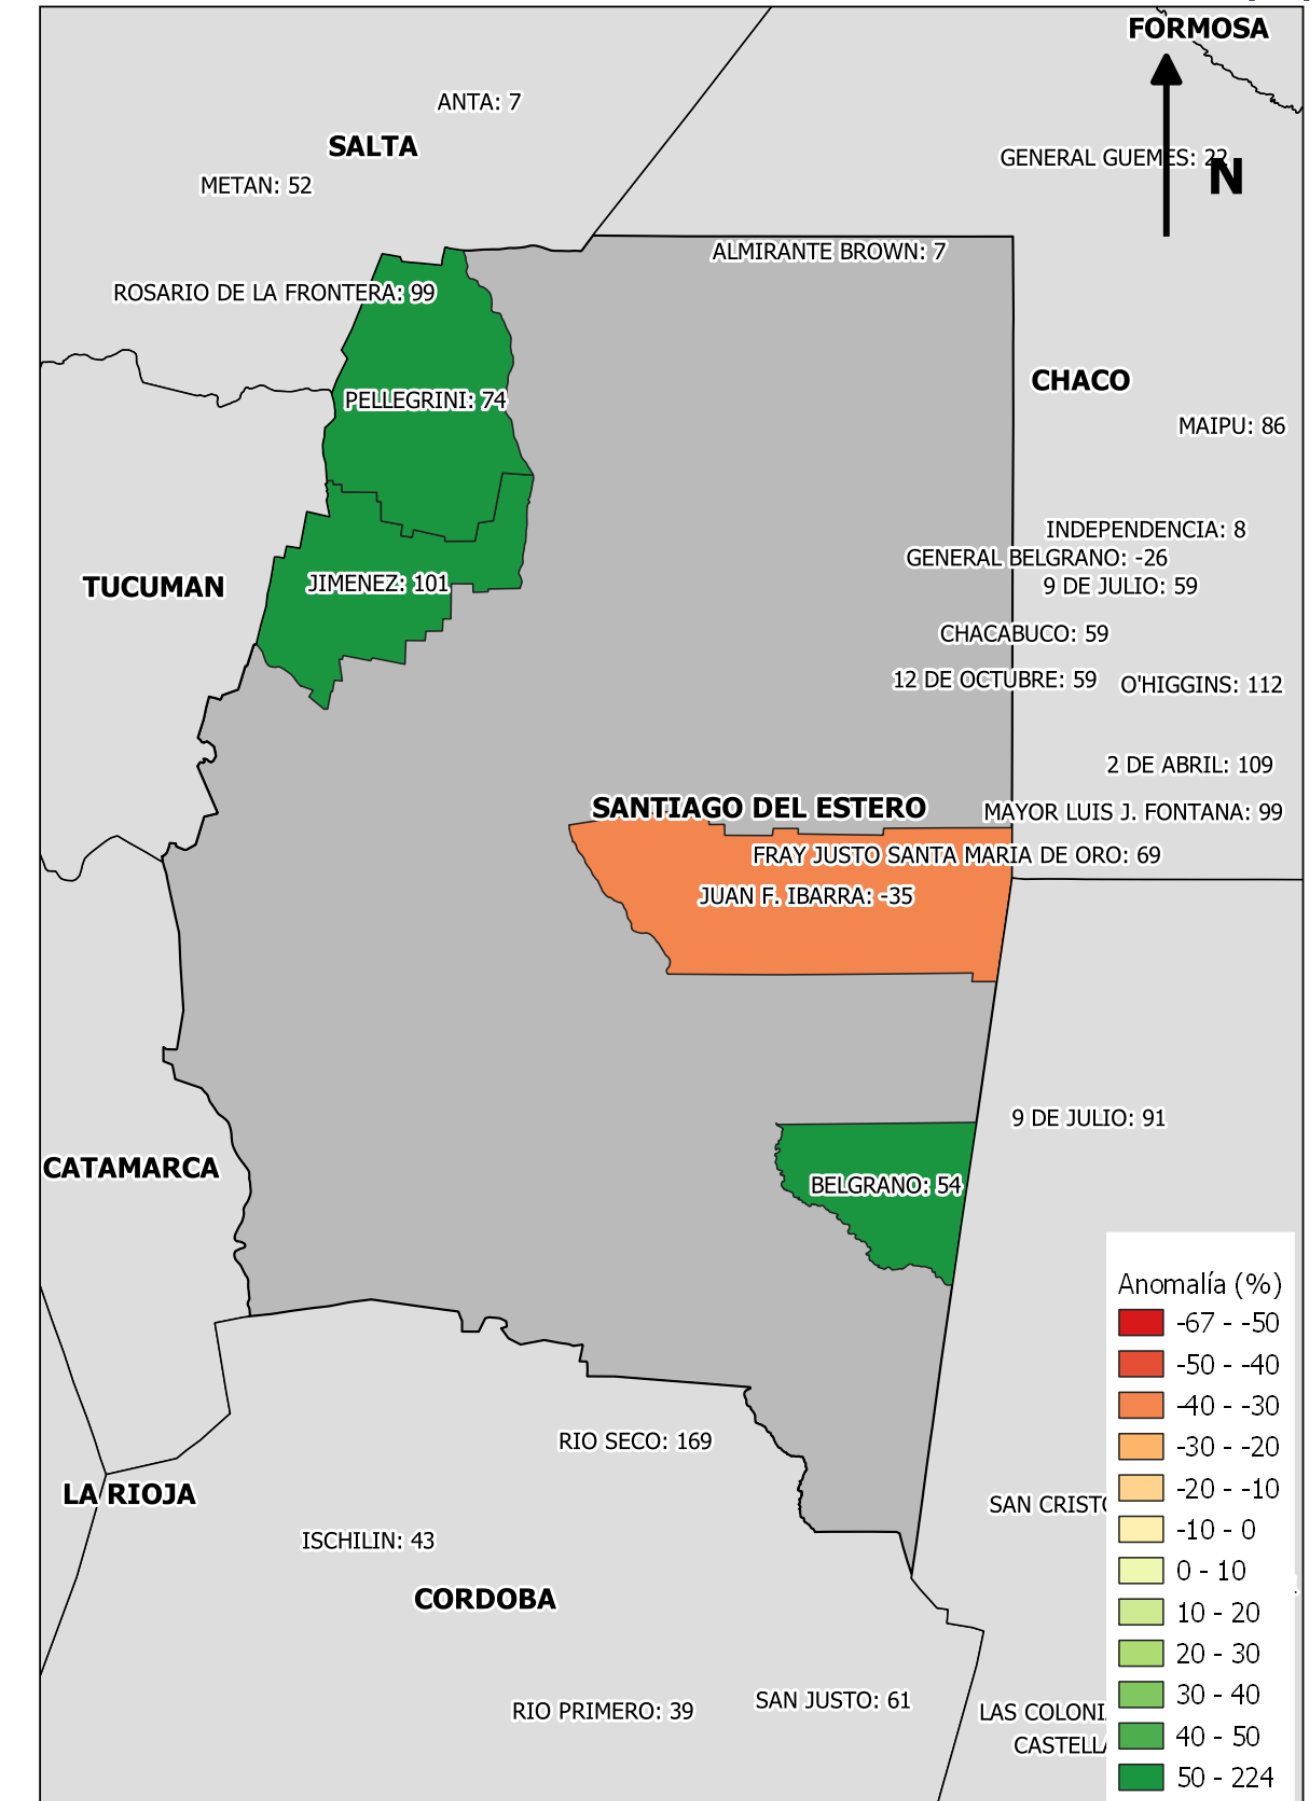 FORMOSA
ANTA: 7
SALTA
GENERAL GUEMES: 22
N
METAN: 52
ALMIRANTE BROWN: 7
ROSARIO DE LA FRONTERA: 99
CHACO
PELLEGRINI: 74
MAIPU: 86
INDEPENDENCIA: 8
GENERAL BELGRANO: -26
TUCUMAN
JIMENEZ: 101
9 DE JULIO: 59
CHACABUCO: 59
12 DE OCTUBRE: 59
O'HIGGINS: 112
2 DE ABRIL: 109
SANTIAGO DEL ESTERO
MAYOR LUIS J. FONTANA: 99
FRAY JUSTO SANTA MARIA DE ORO: 69
JUAN F. IBARRA: -35
9 DE JULIO: 91
CATAMARCA
BELGRANO: 54
RIO SECO: 169
LA RIOJA
SAN CRISTO
ISCHILIN: 43
CORDOBA
SAN JUSTO: 61
RIO PRIMERO: 39
LAS COLONI
CASTELLA
Anomalía (%)
-67 - -50
-50 - -40
-40 - -30
-30 - -20
-20 - -10
-10 - 0
0 - 10
10 - 20
20 - 30
30 - 40
40 - 50
50 - 224